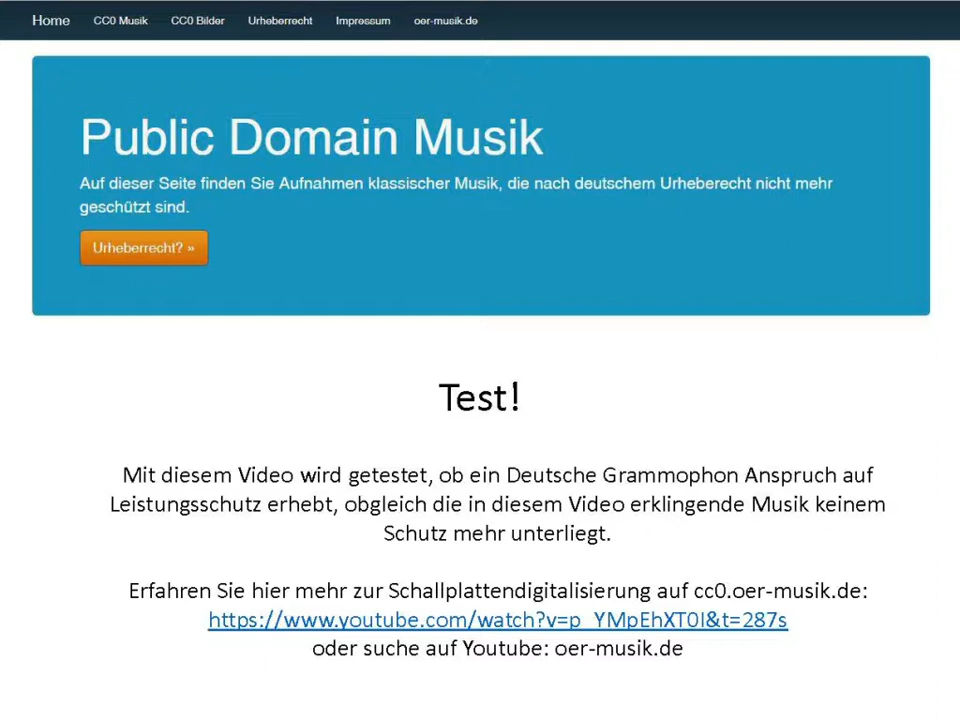 Home CC0 Musik CC0 Bilder Urheberrecht Impressum oer-musik.de
Public Domain Musik
Auf dieser Seite finden Sie Aufnahmen klassischer Musik, die nach deutschem Urheberecht nicht mehr
geschützt sind.
Urheberrecht? »
Test!
Mit diesem Video wird getestet, ob ein Deutsche Grammophon Anspruch auf
Leistungsschutz erhebt, obgleich die in diesem Video erklingende Musik keinem
Schutz mehr unterliegt.
Erfahren Sie hier mehr zur Schallplattendigitalisierung auf cc0.oer-musik.de:
https://www.youtube.com/watch?v=p_YMpEhXT0I&t=287s
oder suche auf Youtube: oer-musik.de